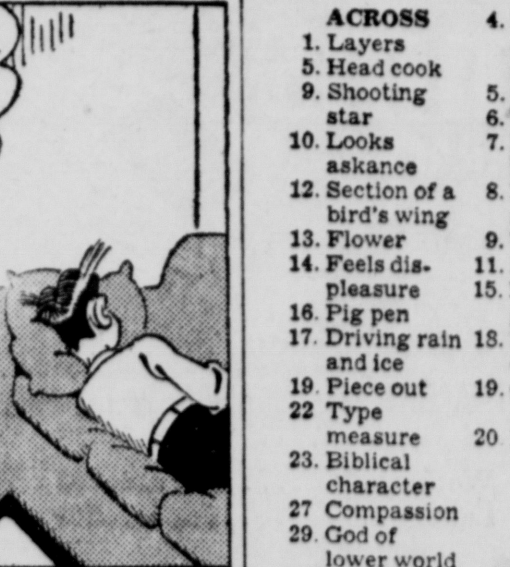 ACROSS
1. Layers
5. Head cook
9. Shooting
star
10. Looks
askance
12. Section of a
bird's wing
13. Flower
14. Feels dis-
pleasure
16. Pig pen
17. Driving rain
and ice
19. Piece out
22 Type
measure
23. Biblical
character
27 Compassion
29. God of
lower world
4.
5.
6.
7.
8.
9.
11.
15.
18.
19.
20